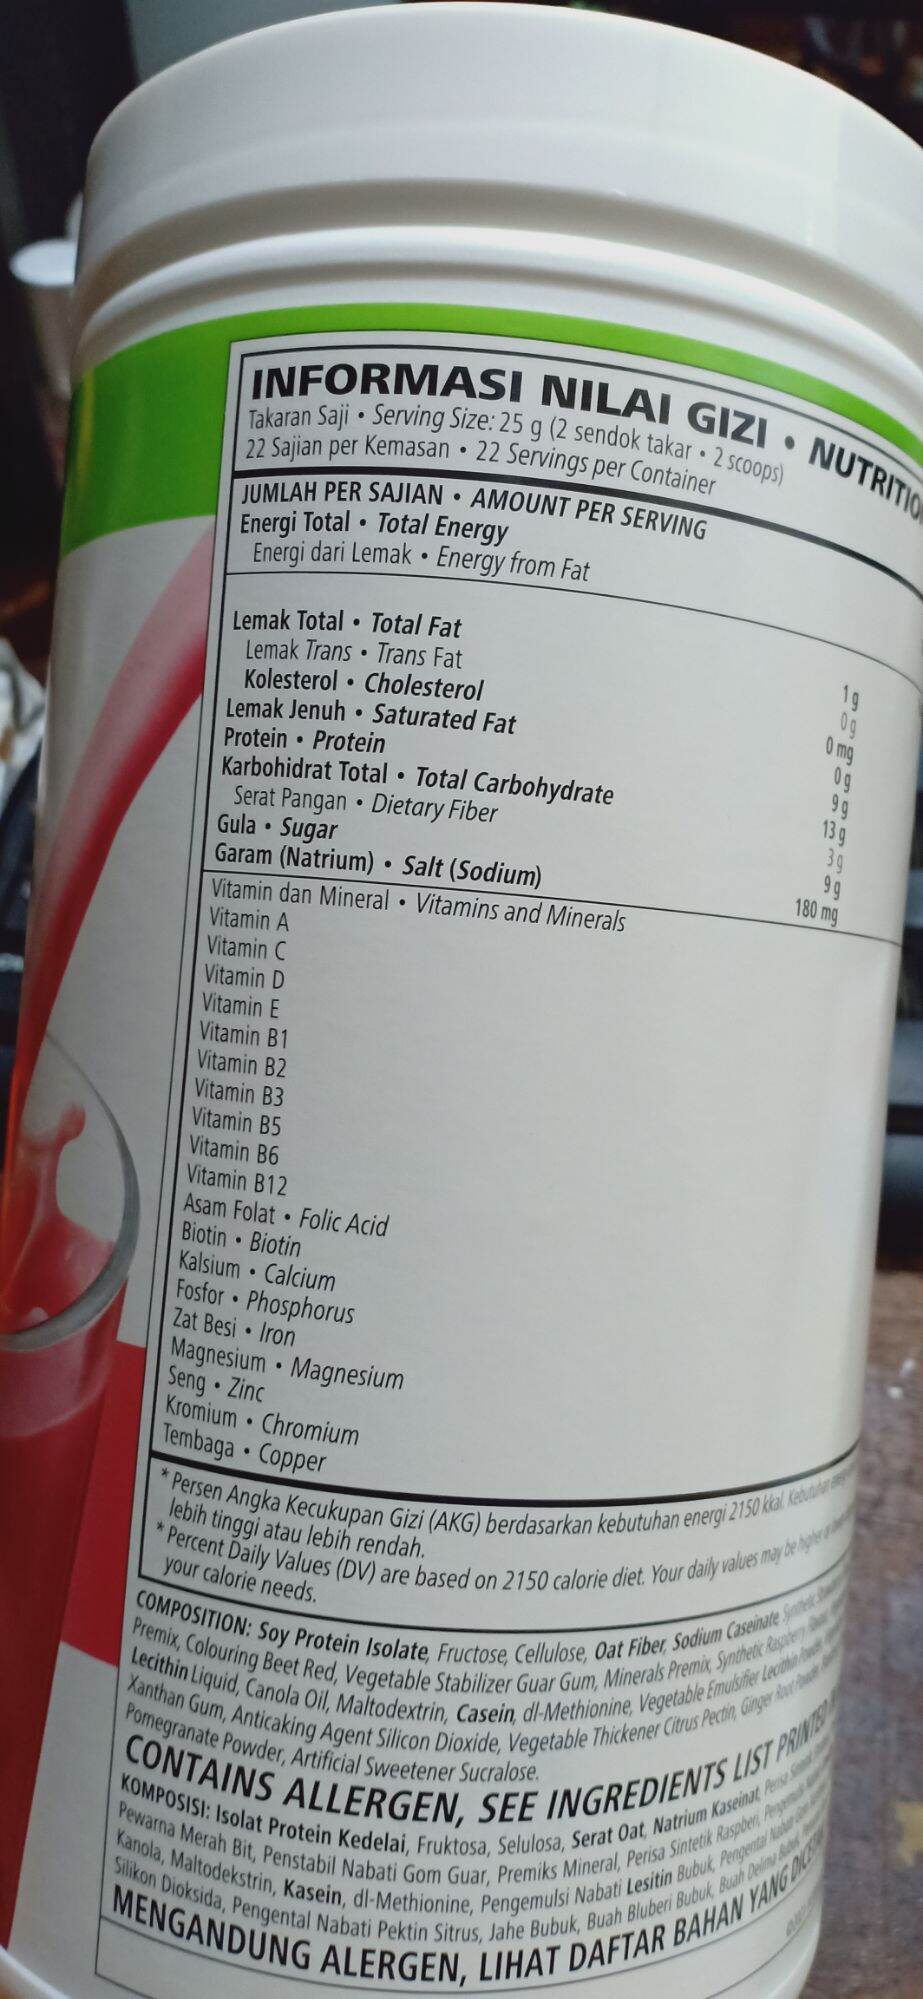 INFORMASI NILAI GIZI • NUTRITION
Takaran Saji • Serving Size: 25 g (2 sendok takar • 2 scoops)
22 Sajian per Kemasan • 22 Servings per Container
JUMLAH PER SAJIAN • AMOUNT PER SERVING
Energi Total • Total Energy
Energi dari Lemak • Energy from Fat
Lemak Total • Total Fat 1 g
Lemak Trans • Trans Fat 0 g
Kolesterol • Cholesterol 0 mg
Lemak Jenuh • Saturated Fat 0 g
Protein • Protein 9 g
Karbohidrat Total • Total Carbohydrate 13 g
Serat Pangan • Dietary Fiber 3 g
Gula • Sugar 9 g
Garam (Natrium) • Salt (Sodium) 180 mg
Vitamin dan Mineral • Vitamins and Minerals
Vitamin A
Vitamin C
Vitamin D
Vitamin E
Vitamin B1
Vitamin B2
Vitamin B3
Vitamin B5
Vitamin B6
Vitamin B12
Asam Folat • Folic Acid
Biotin • Biotin
Kalsium • Calcium
Fosfor • Phosphorus
Zat Besi • Iron
Magnesium • Magnesium
Seng • Zinc
Kromium • Chromium
Tembaga • Copper
* Persen Angka Kecukupan Gizi (AKG) berdasarkan kebutuhan energi 2150 kkal. Kebutuhan
lebih tinggi atau lebih rendah.
* Percent Daily Values (DV) are based on 2150 calorie diet. Your daily values may be higher or
your calorie needs.
COMPOSITION: Soy Protein Isolate, Fructose, Cellulose, Oat Fiber, Sodium Caseinate, Synthetic
Premix, Colouring Beet Red, Vegetable Stabilizer Guar Gum, Minerals Premix, Synthetic Raspberry
Lecithin Liquid, Canola Oil, Maltodextrin, Casein, dl-Methionine, Vegetable Emulsifier Lecithin Powder,
Xanthan Gum, Anticaking Agent Silicon Dioxide, Vegetable Thickener Citrus Pectin, Ginger Root Powder,
Pomegranate Powder, Artificial Sweetener Sucralose.
CONTAINS ALLERGEN, SEE INGREDIENTS LIST PRINTED
KOMPOSISI: Isolat Protein Kedelai, Fruktosa, Selulosa, Serat Oat, Natrium Kaseinat, Perisa
Pewarna Merah Bit, Penstabil Nabati Gom Guar, Premiks Mineral, Perisa Sintetik Raspberi,
Kanola, Maltodekstrin, Kasein, dl-Methionine, Pengemulsi Nabati Lesitin Bubuk, Pengental Nabati
Silikon Dioksida, Pengental Nabati Pektin Sitrus, Jahe Bubuk, Buah Bluberi Bubuk, Buah Delima
MENGANDUNG ALERGEN, LIHAT DAFTAR BAHAN YANG